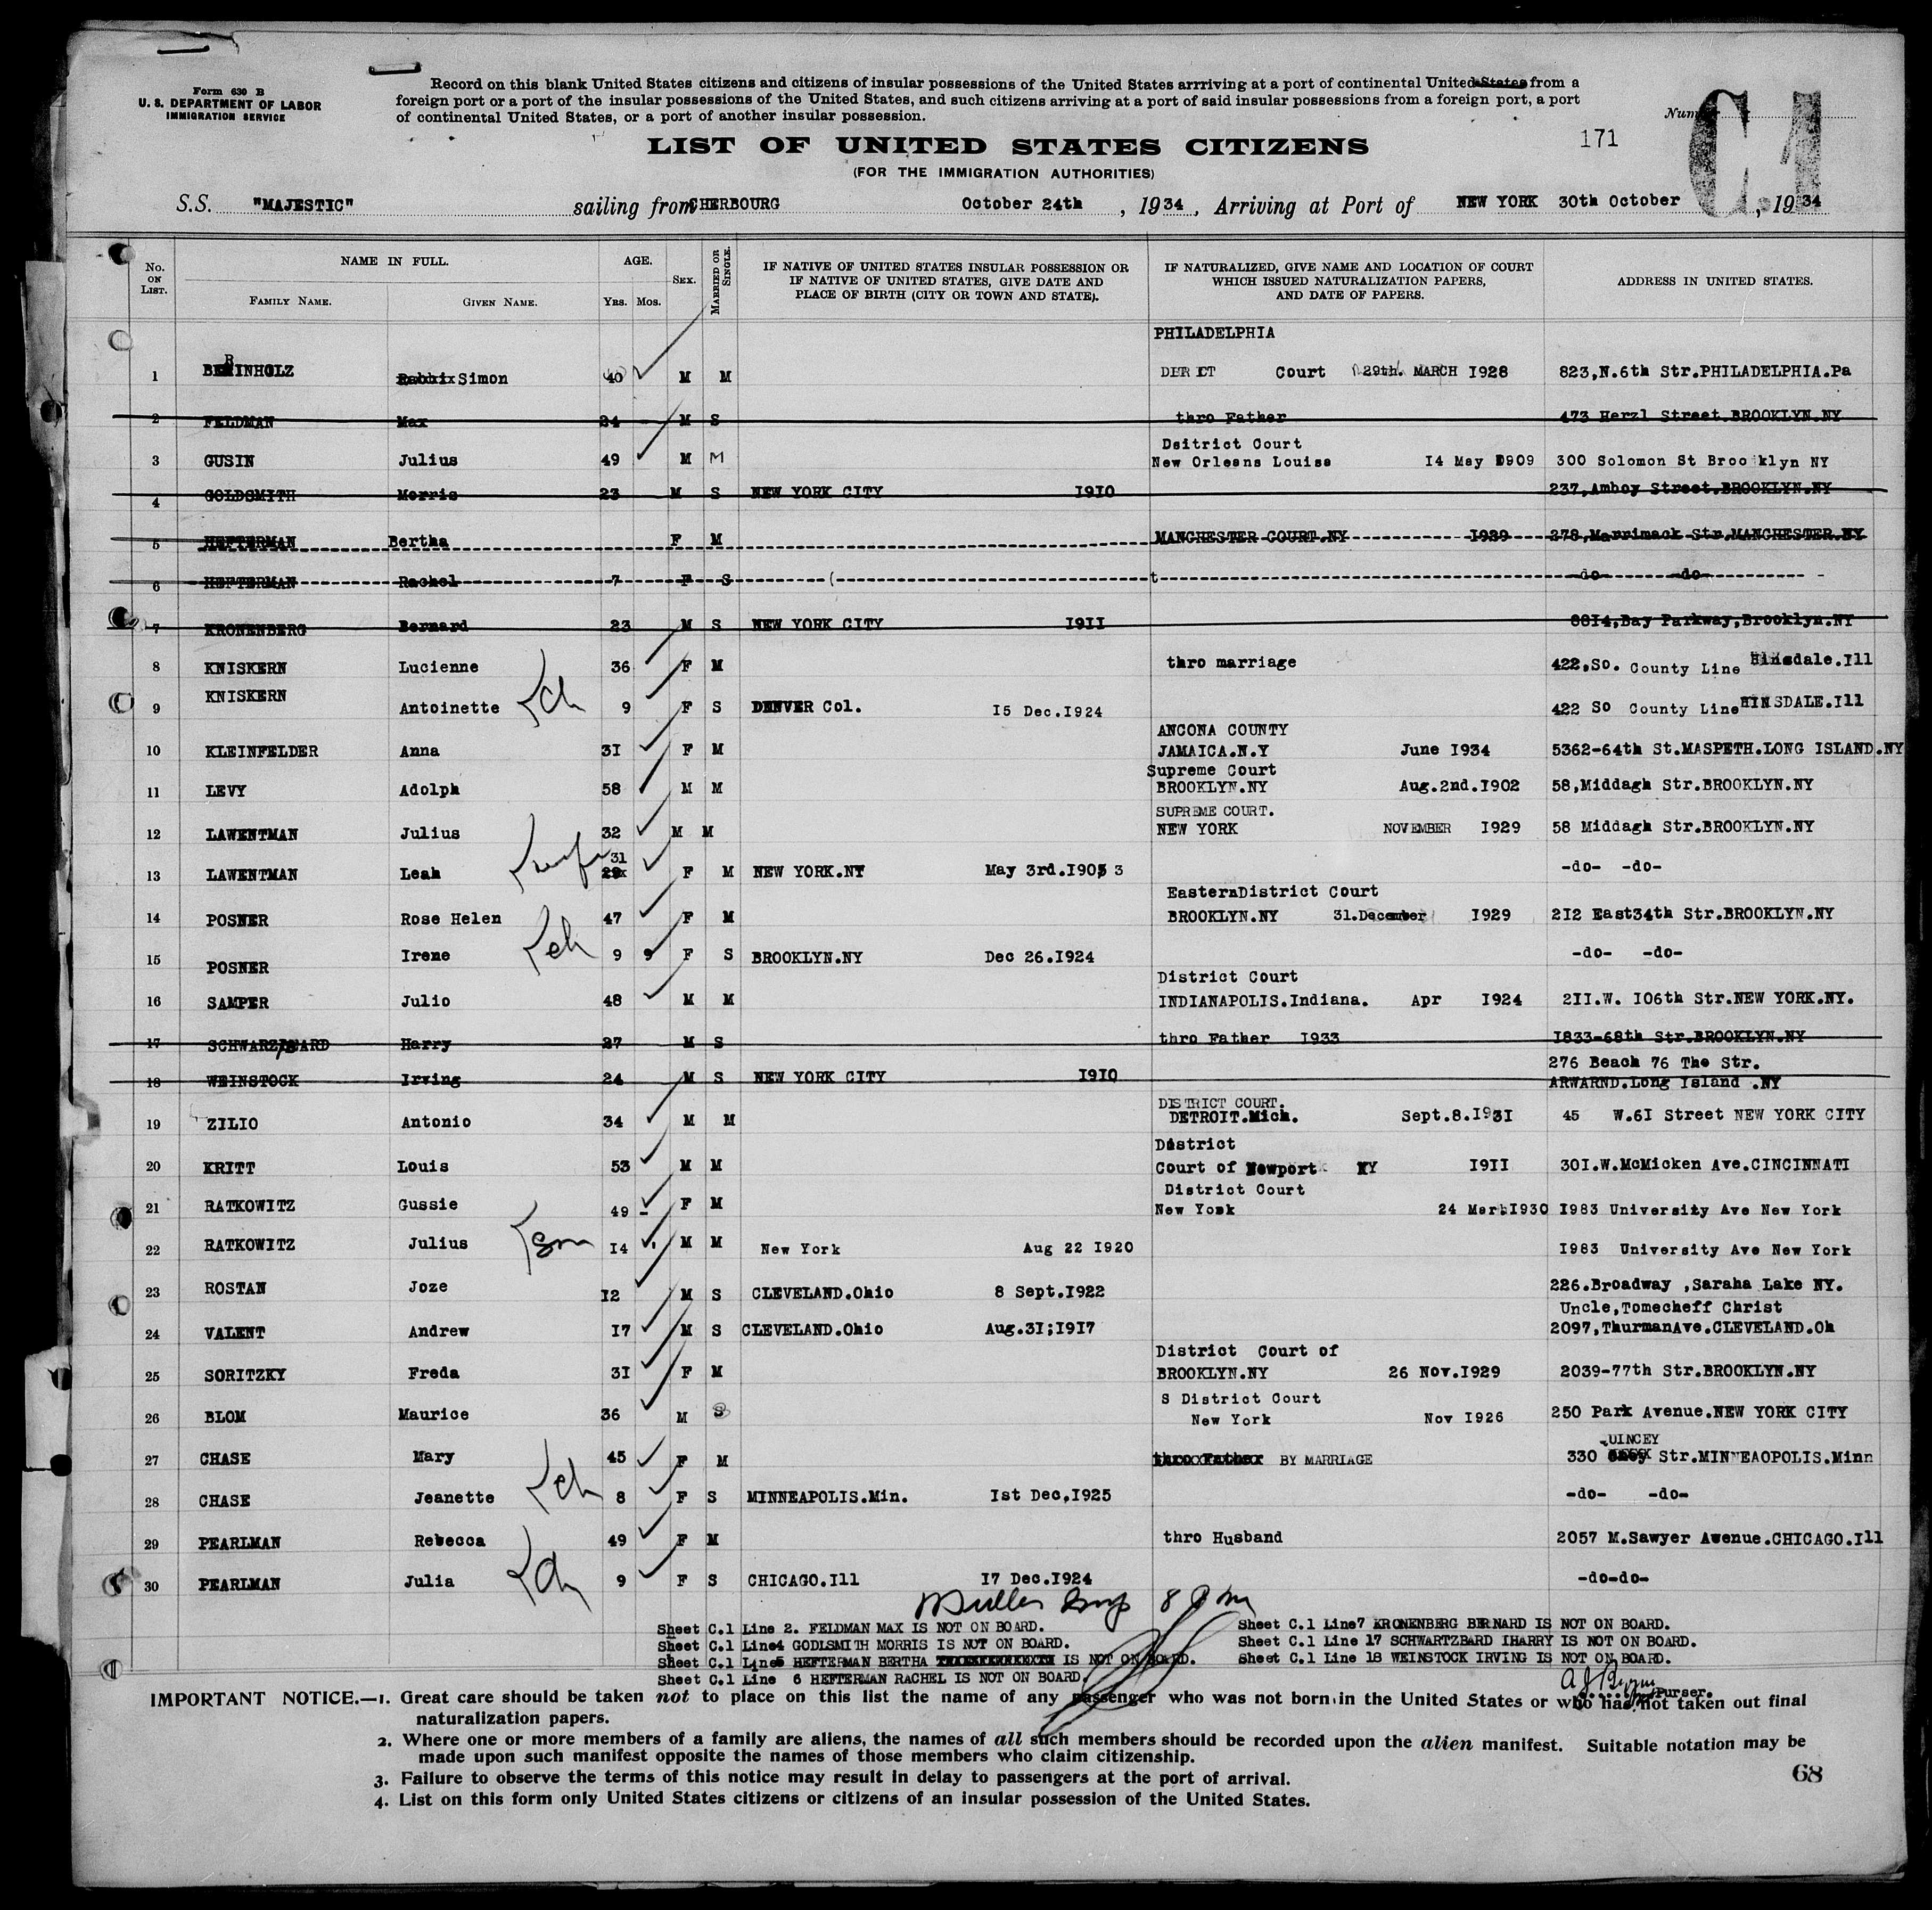 Form 630 B
U. S. DEPARTMENT OF LABOR
IMMIGRATION SERVICE
Record on this blank United States citizens and citizens of insular possessions of the United States arrriving at a port of continental United States from a
foreign port or a port of the insular possessions of the United States, and such citizens arriving at a port of said insular possessions from a foreign port, a port
of continental United States, or a port of another insular possession.
Number C1
171
LIST OF UNITED STATES CITIZENS
(FOR THE IMMIGRATION AUTHORITIES)
S.S. "MAJESTIC" sailing from CHERBOURG October 24th , 1934 , Arriving at Port of NEW YORK 30th October , 1934
No. ON LIST. NAME IN FULL. FAMILY NAME. GIVEN NAME. AGE. YRS. MOS. SEX. MARRIED OR SINGLE. IF NATIVE OF UNITED STATES INSULAR POSSESSION OR IF NATIVE OF UNITED STATES, GIVE DATE AND PLACE OF BIRTH (CITY OR TOWN AND STATE). IF NATURALIZED, GIVE NAME AND LOCATION OF COURT WHICH ISSUED NATURALIZATION PAPERS, AND DATE OF PAPERS. ADDRESS IN UNITED STATES.
PHILADELPHIA
1 BERINHOLZ Rabbi Simon 40 M M DISTRICT Court 29th. MARCH 1928 823,N.6th Str.PHILADELPHIA.Pa
2 FELDMAN Max 24 M S thro Father 473 Herzl Street.BROOKLYN.NY
Dsitrict Court
3 GUSIN Julius 49 M M New Orleans Louisa 14 May 1909 300 Solomon St Brooklyn NY
4 GOLDSMITH Morris 23 M S NEW YORK CITY 1910 237,Amboy Street.BROOKLYN.NY
5 HEFTERMAN Bertha F M MANCHESTER COURT.NY 1929 278,Marrimack Str.MANCHESTER.NY
6 HEFTERMAN Rachel 7 F S -do- -do-
7 KRONENBERG Bernard 23 M S NEW YORK CITY 1911 8814,Bay Parkway,Brooklyn.NY
8 KNISKERN Lucienne 36 F M thro marriage 422,So. County Line Hinsdale.Ill
9 KNISKERN Antoinette ch 9 F S DENVER Col. 15 Dec.1924 422 So County Line HINSDALE.Ill
ANCONA COUNTY
10 KLEINFELDER Anna 31 F M JAMAICA.N.Y June 1934 5362-64th St.MASPETH.LONG ISLAND.NY
Supreme Court
11 LEVY Adolph 58 M M BROOKLYN.NY Aug.2nd.1902 58,Middagh Str.BROOKLYN.NY
SUPREME COURT.
12 LAWENTMAN Julius 32 M M NEW YORK NOVEMBER 1929 58 Middagh Str.BROOKLYN.NY
31
13 LAWENTMAN Leah wife 29x F M NEW YORK.NY May 3rd.1905 3 -do- -do-
EasternDistrict Court
14 POSNER Rose Helen 47 F M BROOKLYN.NY 31.December 1929 212 East34th Str.BROOKLYN.NY
15 POSNER Irene ch 9 9 F S BROOKLYN.NY Dec 26.1924 -do- -do-
District Court
16 SAMPER Julio 48 M M INDIANAPOLIS.Indiana. Apr 1924 211.W. 106th Str.NEW YORK.NY.
17 SCHWARZBARD Harry 27 M S thro Father 1933 1833-68th Str.BROOKLYN.NY
276 Beach 76 The Str.
18 WEINSTOCK Irving 24 M S NEW YORK CITY 1910 ARWARND.Long Island .NY
DISTRICT COURT.
19 ZILIO Antonio 34 M M DETROIT.Mich. Sept.8.1931 45 W.61 Street NEW YORK CITY
District
20 KRITT Louis 53 M M Court of Newport KY 1911 301.W.McMicken Ave.CINCINNATI
District Court
21 RATKOWITZ Gussie 49 - F M New York 24 Marh1930 1983 University Ave New York
22 RATKOWITZ Julius son 14 M M New York Aug 22 1920 1983 University Ave New York
23 ROSTAN Joze 12 M S CLEVELAND.Ohio 8 Sept.1922 226.Broadway ,Saraha Lake NY.
Uncle,Tomecheff Christ
24 VALENT Andrew 17 M S CLEVELAND.Ohio Aug.31;1917 2097,ThurmanAve.CLEVELAND.Oh
District Court of
25 SORITZKY Freda 31 F M BROOKLYN.NY 26 Nov.1929 2039-77th Str.BROOKLYN.NY
S District Court
26 BLOM Maurice 36 M S New York Nov 1926 250 Park Avenue.NEW YORK CITY
QUINCEY
27 CHASE Mary 45 F M thro Father BY MARRIAGE 330 Str.MINNEAOPOLIS.Minn
28 CHASE Jeanette ch 8 F S MINNEAPOLIS.Min. 1st Dec,1925 -do- -do-
29 PEARLMAN Rebecca 49 F M thro Husband 2057 M.Sawyer Awenue.CHICAGO.Ill
30 PEARLMAN Julia ch 9 F S CHICAGO.Ill 17 Dec.1924 -do-do-
Sheet C.1 Line 2. FELDMAN MAX IS NOT ON BOARD. Sheet C.1 Line7 KRONENBERG BERNARD IS NOT ON BOARD.
Sheet C.1 Line4 GODLSMITH MORRIS IS NOT ON BOARD. Sheet C.1 Line 17 SCHWARTZBARD IHARRY IS NOT ON BOARD.
Sheet C.1 Line5 HEFTERMAN BERTHA IS NOT ON BOARD. Sheet C.1 Line 18 WEINSTOCK IRVING IS NOT ON BOARD.
Sheet C.1 Line 6 HEFTERMAN RACHEL IS NOT ON BOARD.
Purser.
IMPORTANT NOTICE.—1. Great care should be taken not to place on this list the name of any passenger who was not born in the United States or who has not taken out final
naturalization papers.
2. Where one or more members of a family are aliens, the names of all such members should be recorded upon the alien manifest. Suitable notation may be
made upon such manifest opposite the names of those members who claim citizenship.
3. Failure to observe the terms of this notice may result in delay to passengers at the port of arrival.
4. List on this form only United States citizens or citizens of an insular possession of the United States.
68